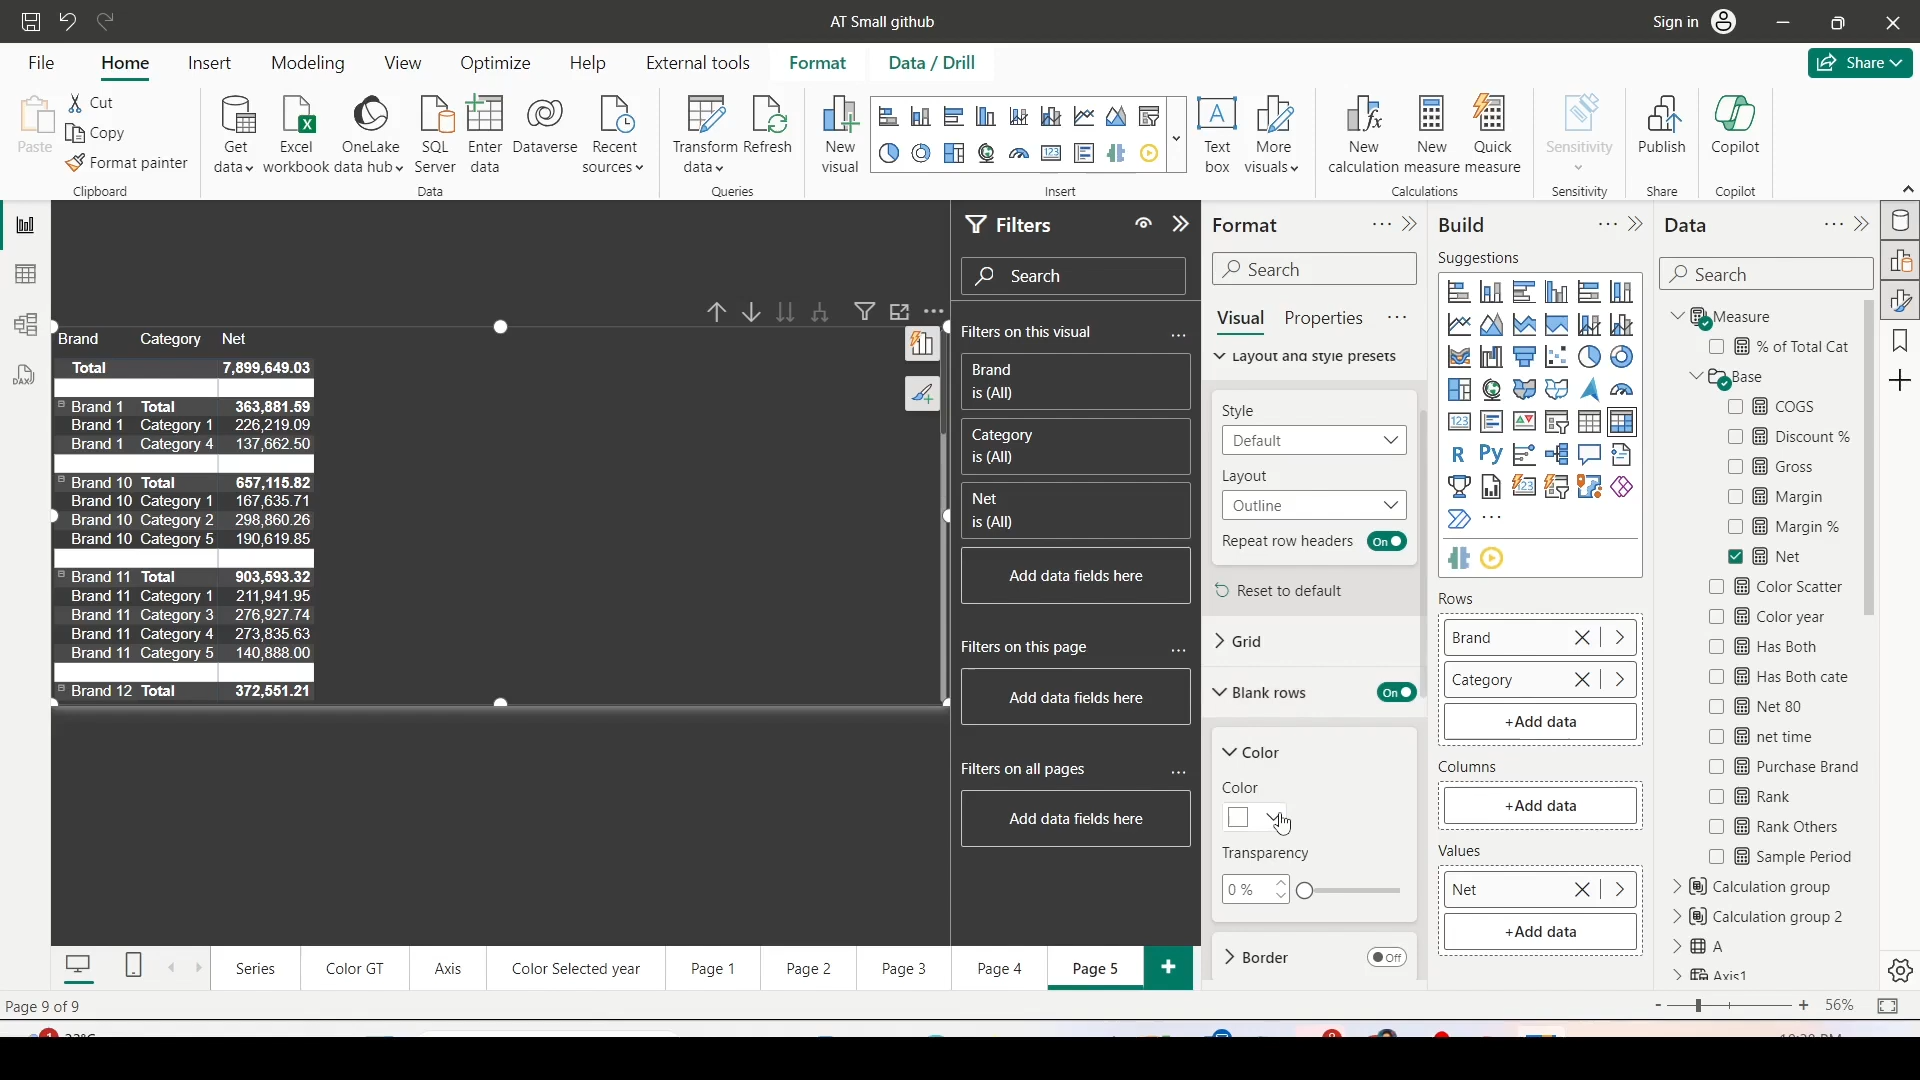 AT Small github
Sign in
File Home Insert Modeling View Optimize Help External tools Format Data / Drill
Share
Paste
Cut
Copy
Format painter
Clipboard
Get data
Excel workbook
OneLake data hub
SQL Server
Enter data
Dataverse
Recent sources
Data
Transform data
Refresh
Queries
New visual
Text box
More visuals
Insert
New calculation
New measure
Quick measure
Calculations
Sensitivity
Sensitivity
Publish
Share
Copilot
Copilot
Brand Category Net
Total 7,899,649.03
Brand 1 Total 363,881.59
Brand 1 Category 1 226,219.09
Brand 1 Category 4 137,662.50
Brand 10 Total 657,115.82
Brand 10 Category 1 167,635.71
Brand 10 Category 2 298,860.26
Brand 10 Category 5 190,619.85
Brand 11 Total 903,593.32
Brand 11 Category 1 211,941.95
Brand 11 Category 3 276,927.74
Brand 11 Category 4 273,835.63
Brand 11 Category 5 140,888.00
Brand 12 Total 372,551.21
Filters
Search
Filters on this visual
Brand
is (All)
Category
is (All)
Net
is (All)
Add data fields here
Filters on this page
Add data fields here
Filters on all pages
Add data fields here
Format
Search
Visual Properties
Layout and style presets
Style
Default
Layout
Outline
Repeat row headers On
Reset to default
Grid
Blank rows On
Color
Color
Transparency
0 %
Border Off
Build
Suggestions
123
R Py
123
Rows
Brand
Category
+Add data
Columns
+Add data
Values
Net
+Add data
Data
Search
Measure
% of Total Cat
Base
COGS
Discount %
Gross
Margin
Margin %
Net
Color Scatter
Color year
Has Both
Has Both cate
Net 80
net time
Purchase Brand
Rank
Rank Others
Sample Period
Calculation group
Calculation group 2
A
Axis1
Series Color GT Axis Color Selected year Page 1 Page 2 Page 3 Page 4 Page 5 +
Page 9 of 9
- + 56%